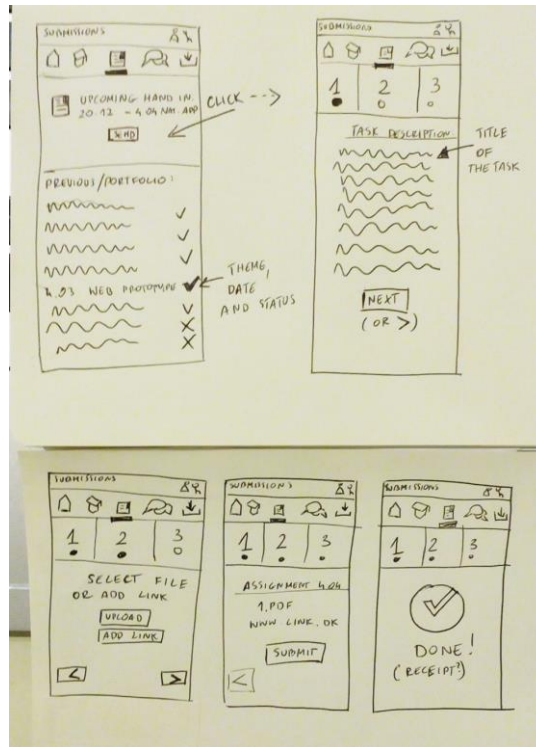 SUBMISSIONS
UPCOMING HAND IN.
20.12 - 4.04 NAT. APP
SEND
CLICK -->
PREVIOUS/PORTFOLIO:
4.03 WEB PROTOTYPE
THEME,
DATE
AND STATUS
SUBMISSIONS
1 2 3
TASK DESCRIPTION
TITLE
OF
THE TASK
NEXT
(OR >)
SUBMISSIONS
1 2 3
SELECT FILE
OR ADD LINK
UPLOAD
ADD LINK
< >
SUBMISSIONS
1 2 3
ASSIGNMENT 4.04
1.PDF
WWW LINK.DK
SUBMIT
<
SUBMISSIONS
1 2 3
DONE!
(RECEIPT?)